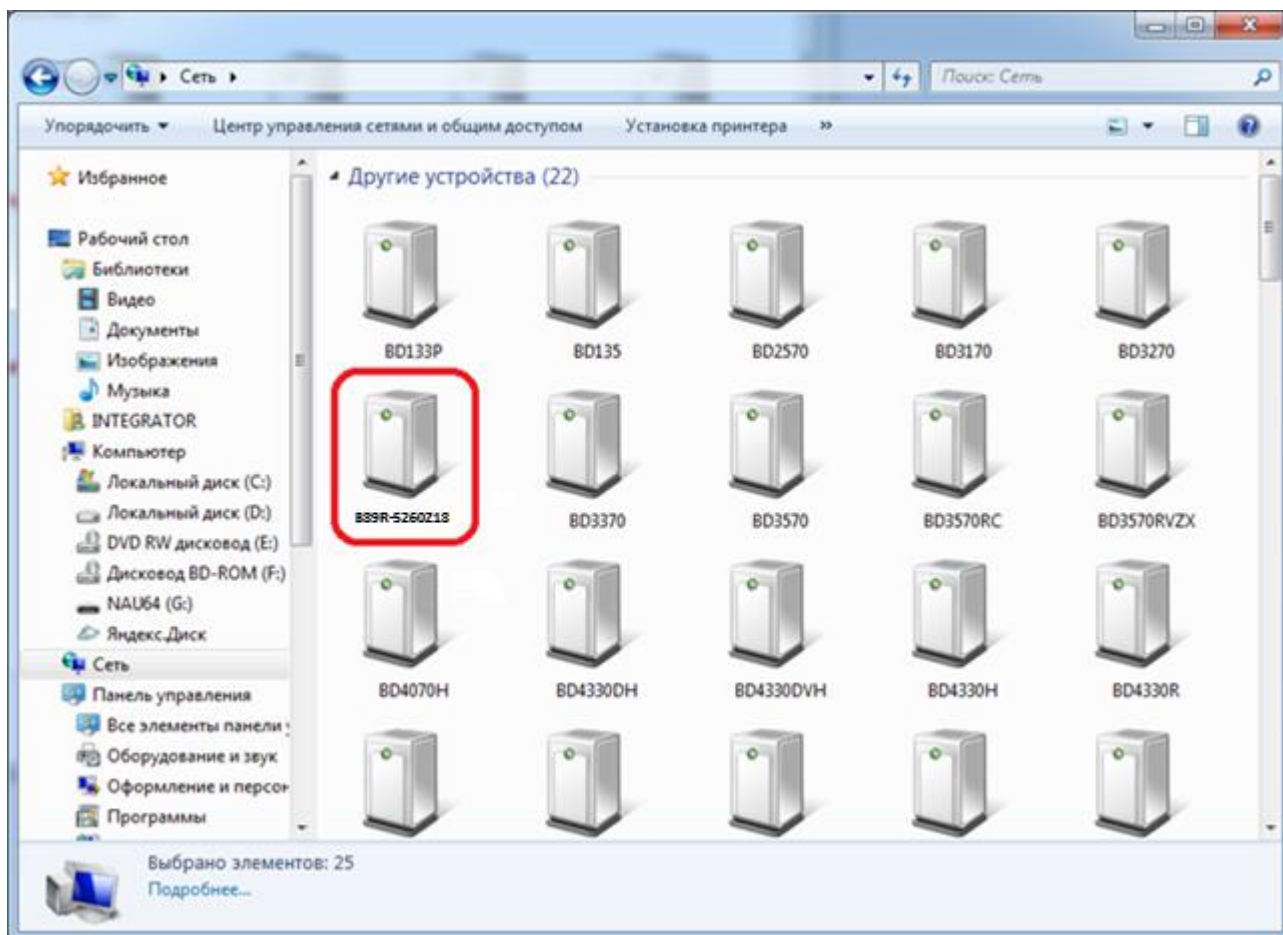 Сеть
Поиск: Сеть
Упорядочить
Центр управления сетями и общим доступом
Установка принтера
»
Избранное
Рабочий стол
Библиотеки
Видео
Документы
Изображения
Музыка
INTEGRATOR
Компьютер
Локальный диск (C:)
Локальный диск (D:)
DVD RW дисковод (E:)
Дисковод BD-ROM (F:)
NAU64 (G:)
Яндекс.Диск
Сеть
Панель управления
Все элементы панели
Оборудование и звук
Оформление и персон
Программы
Другие устройства (22)
BD133P BD135 BD2570 BD3170 BD3270
B89R-5260Z18 BD3370 BD3570 BD3570RC BD3570RVZX
BD4070H BD4330DH BD4330DVH BD4330H BD4330R
Выбрано элементов: 25
Подробнее...